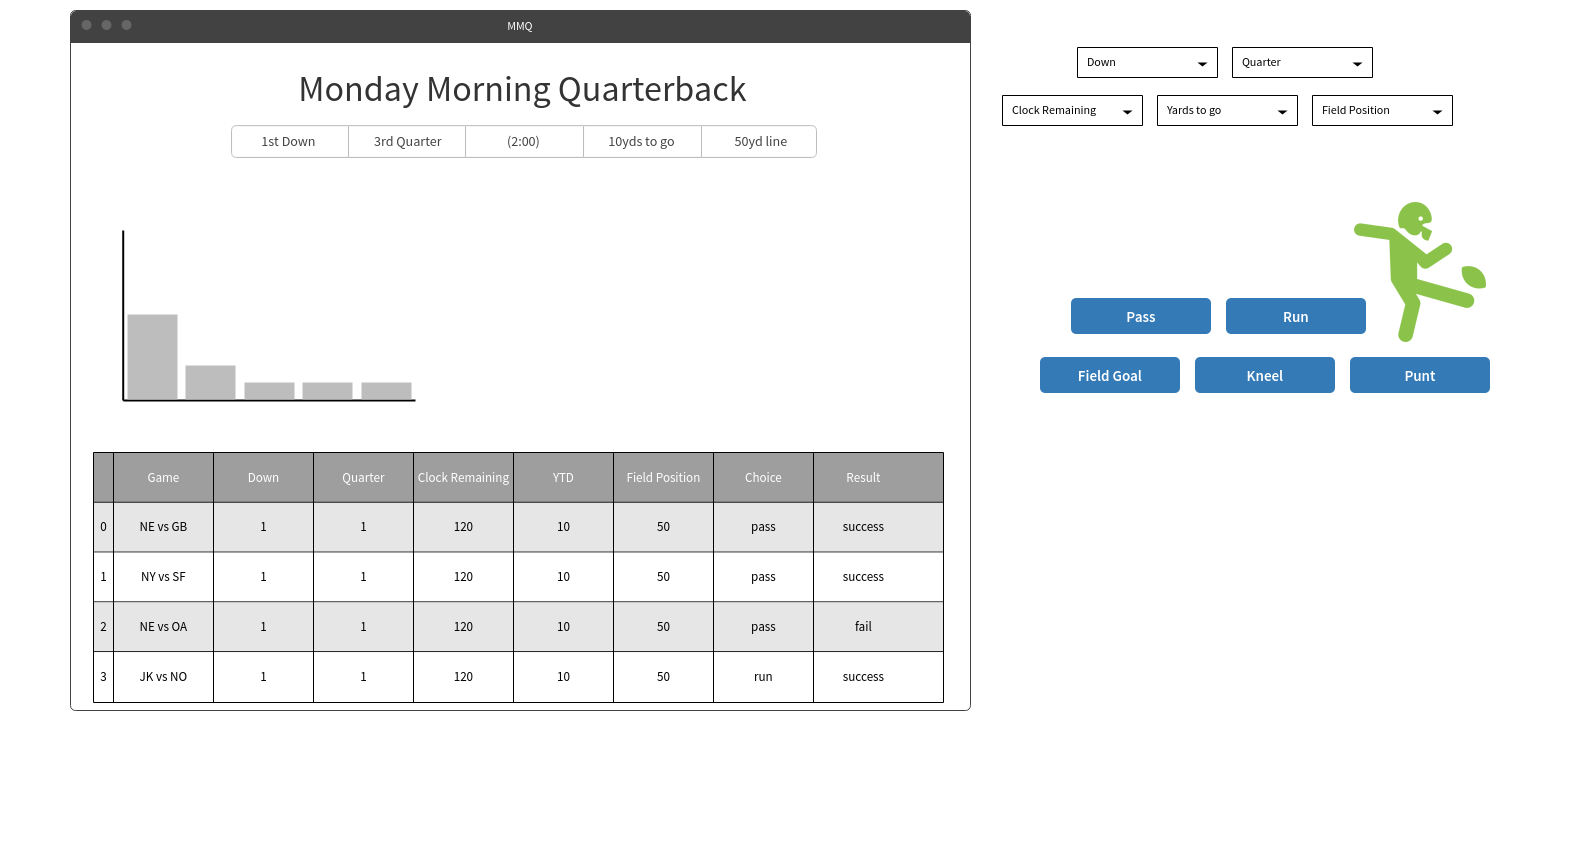 MMQ
Monday Morning Quarterback
1st Down 3rd Quarter (2:00) 10yds to go 50yd line
Game Down Quarter Clock Remaining YTD Field Position Choice Result
0 NE vs GB 1 1 120 10 50 pass success
1 NY vs SF 1 1 120 10 50 pass success
2 NE vs OA 1 1 120 10 50 pass fail
3 JK vs NO 1 1 120 10 50 run success
Down Quarter
Clock Remaining Yards to go Field Position
Pass Run
Field Goal Kneel Punt